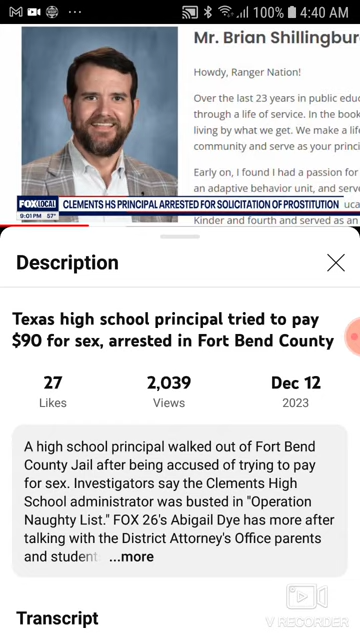 100% 4:40 AM
Mr. Brian Shillingbur
Howdy, Ranger Nation!
Over the last 23 years in public edu
through a life of service. In the book
living by what we get. We make a life
community and serve as your princi
Early on, I found I had a passion for
an adaptive behavior unit, and serve
FOX LOCAL
CLEMENTS HS PRINCIPAL ARRESTED FOR SOLICITATION OF PROSTITUTION
9:01PM 57°
Kinder and fourth and served as an
Description
Texas high school principal tried to pay
$90 for sex, arrested in Fort Bend County
27 2,039 Dec 12
Likes Views 2023
A high school principal walked out of Fort Bend
County Jail after being accused of trying to pay
for sex. Investigators say the Clements High
School administrator was busted in "Operation
Naughty List." FOX 26's Abigail Dye has more after
talking with the District Attorney's Office parents
and student ...more
Transcript
V RECORDER